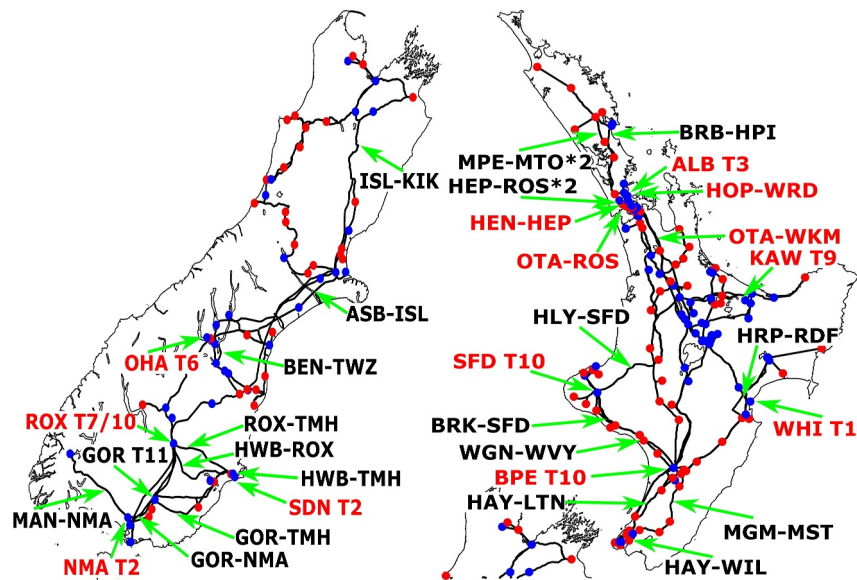 ISL-KIK
ASB-ISL
OHA T6
BEN-TWZ
ROX T7/10
ROX-TMH
HWB-ROX
GOR T11
HWB-TMH
SDN T2
MAN-NMA
GOR-TMH
NMA T2
GOR-NMA
BRB-HPI
MPE-MTO*2
ALB T3
HEP-ROS*2
HOP-WRD
HEN-HEP
OTA-WKM
OTA-ROS
KAW T9
HLY-SFD
HRP-RDF
SFD T10
BRK-SFD
WHI T1
WGN-WVY
BPE T10
HAY-LTN
MGM-MST
HAY-WIL